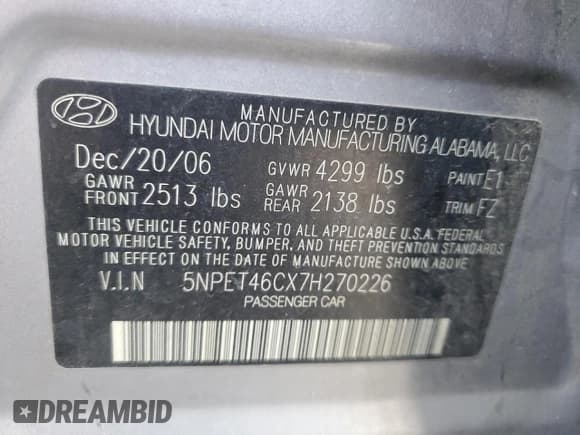 MANUFACTURED BY
HYUNDAI MOTOR MANUFACTURING ALABAMA, LLC
Dec/20/06 GVWR 4299 lbs PAINT E1
GAWR FRONT 2513 lbs GAWR REAR 2138 lbs TRIM FZ
THIS VEHICLE CONFORMS TO ALL APPLICABLE U.S.A. FEDERAL
MOTOR VEHICLE SAFETY, BUMPER, AND THEFT PREVENTION STANDARDS
IN EFFECT ON THE DATE OF MANUFACTURE SHOWN ABOVE.
V.I.N 5NPET46CX7H270226
PASSENGER CAR
DREAMBID